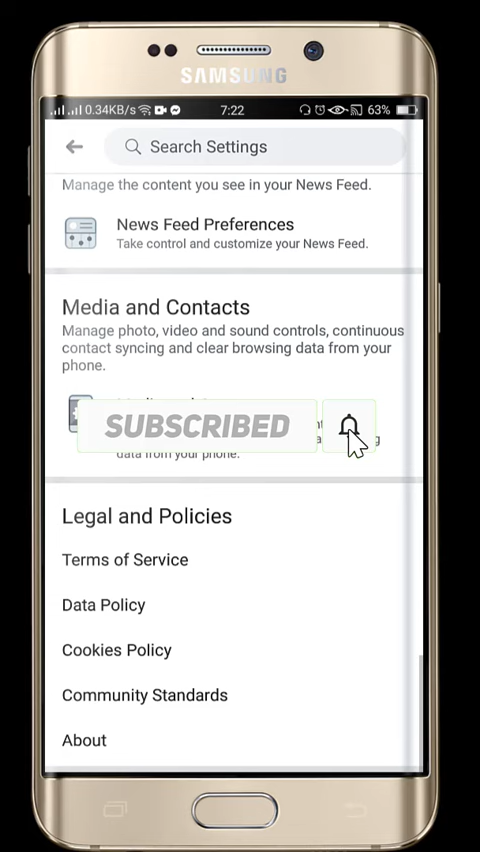 SAMSUNG
0.34KB/s 7:22 63%
Search Settings
Manage the content you see in your News Feed.
News Feed Preferences
Take control and customize your News Feed.
Media and Contacts
Manage photo, video and sound controls, continuous
contact syncing and clear browsing data from your
phone.
SUBSCRIBED
data from your phone.
Legal and Policies
Terms of Service
Data Policy
Cookies Policy
Community Standards
About